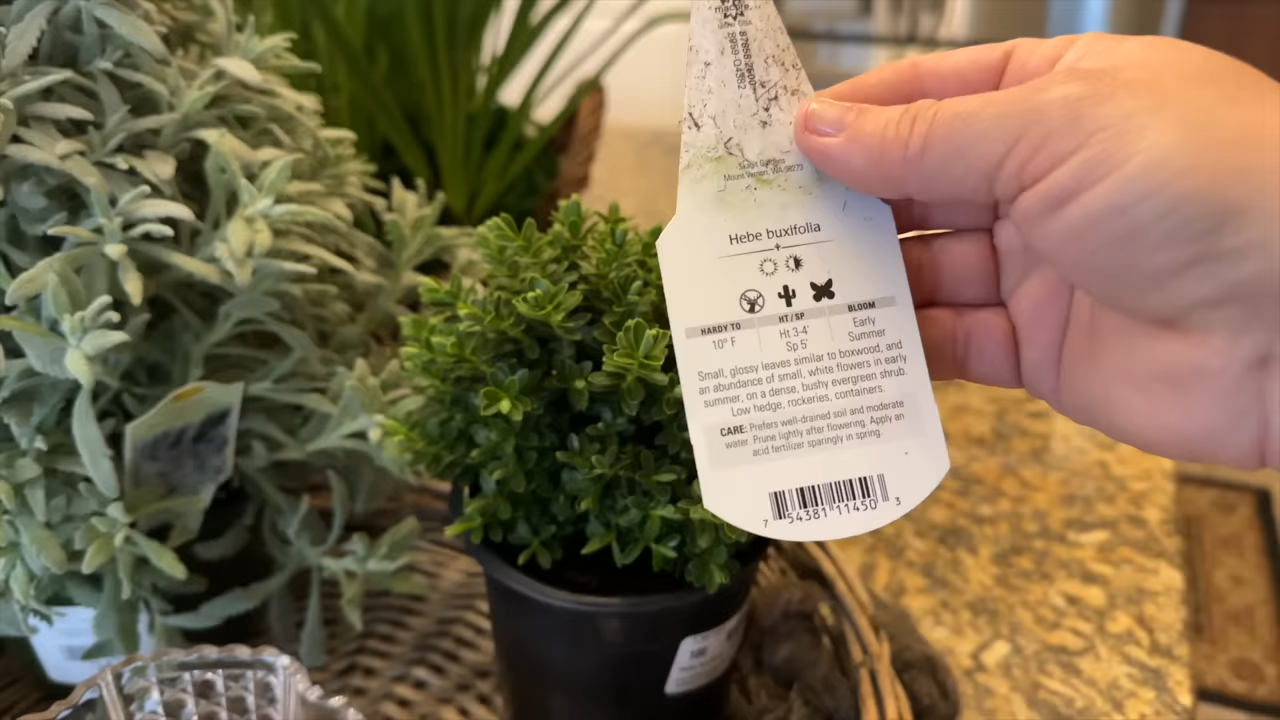 Skagit Gardens
Mount Vernon, WA 98273
Hebe buxifolia
HARDY TO
10° F
HT / SP
Ht 3-4'
Sp 5'
BLOOM
Early
Summer
Small, glossy leaves similar to boxwood, and
an abundance of small, white flowers in early
summer, on a dense, bushy evergreen shrub.
Low hedge, rockeries, containers.
CARE: Prefers well-drained soil and moderate
water. Prune lightly after flowering. Apply an
acid fertilizer sparingly in spring.
7 54381 11450 3